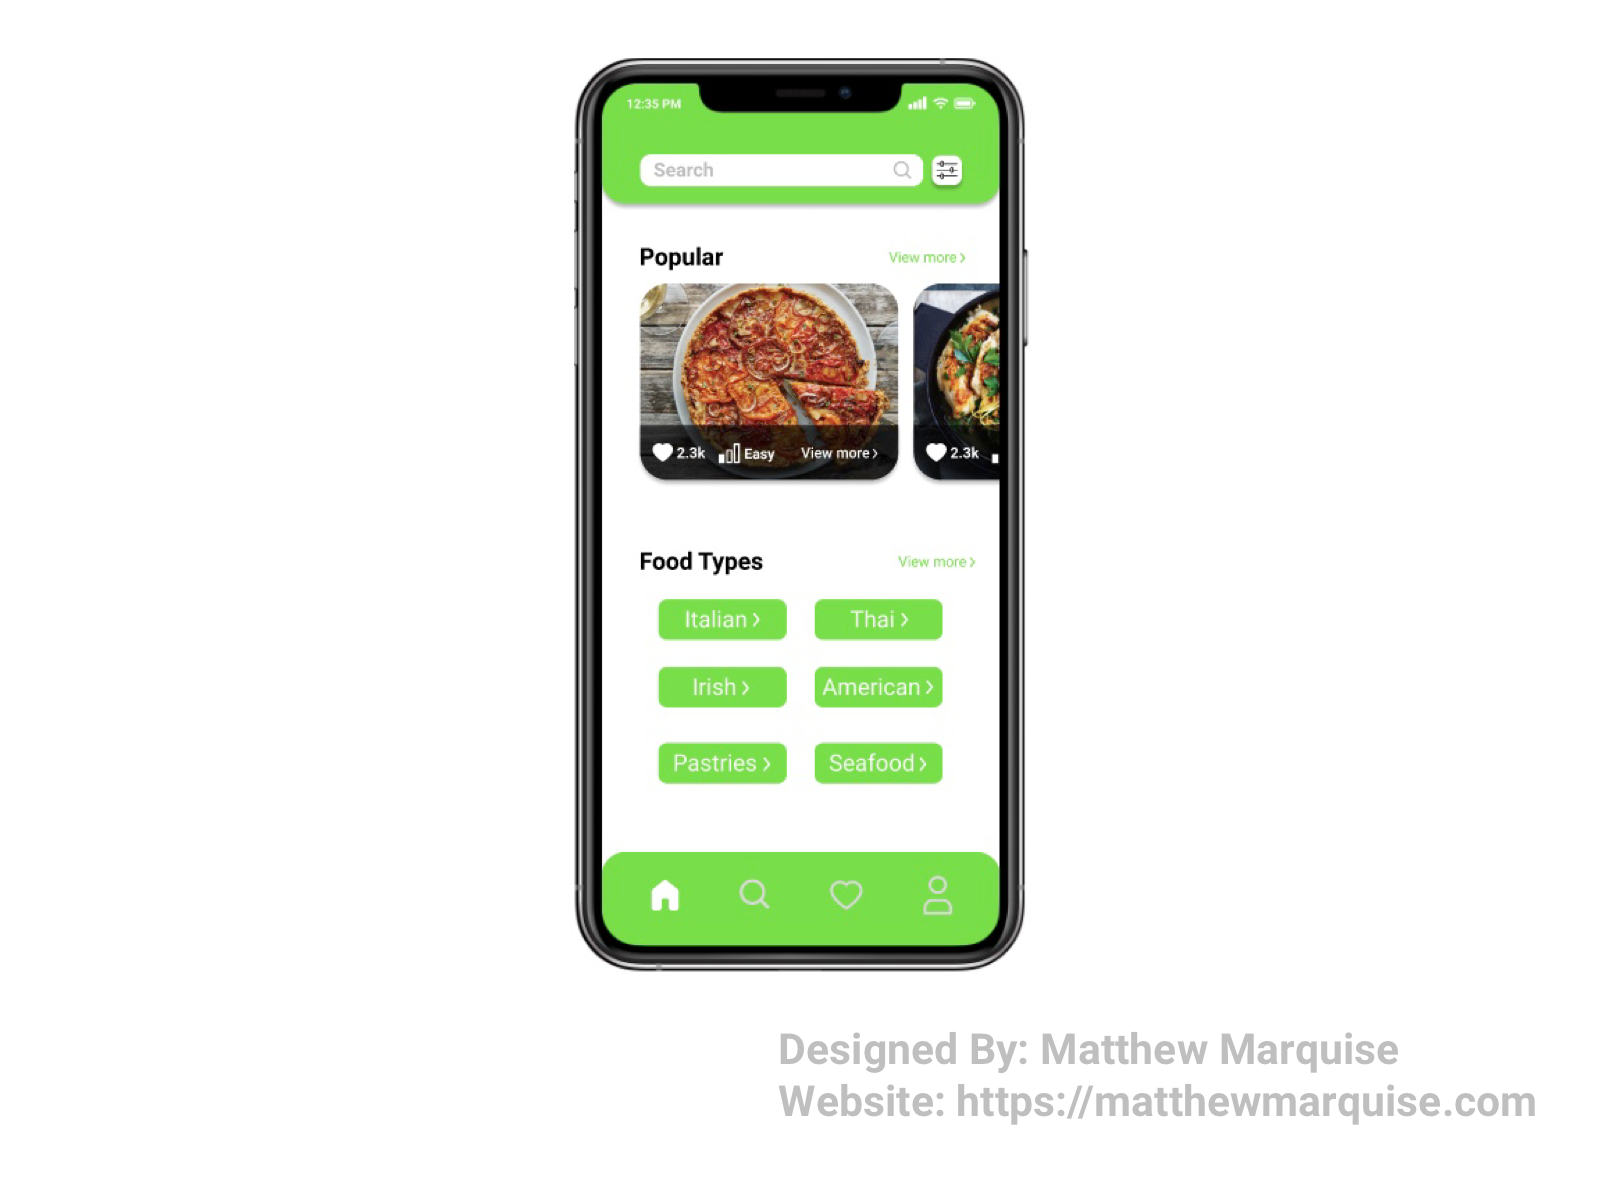 12:35 PM
Search
Popular
View more
2.3k
Easy
View more
2.3k
Food Types
View more
Italian
Thai
Irish
American
Pastries
Seafood
Designed By: Matthew Marquise
Website: https://matthewmarquise.com